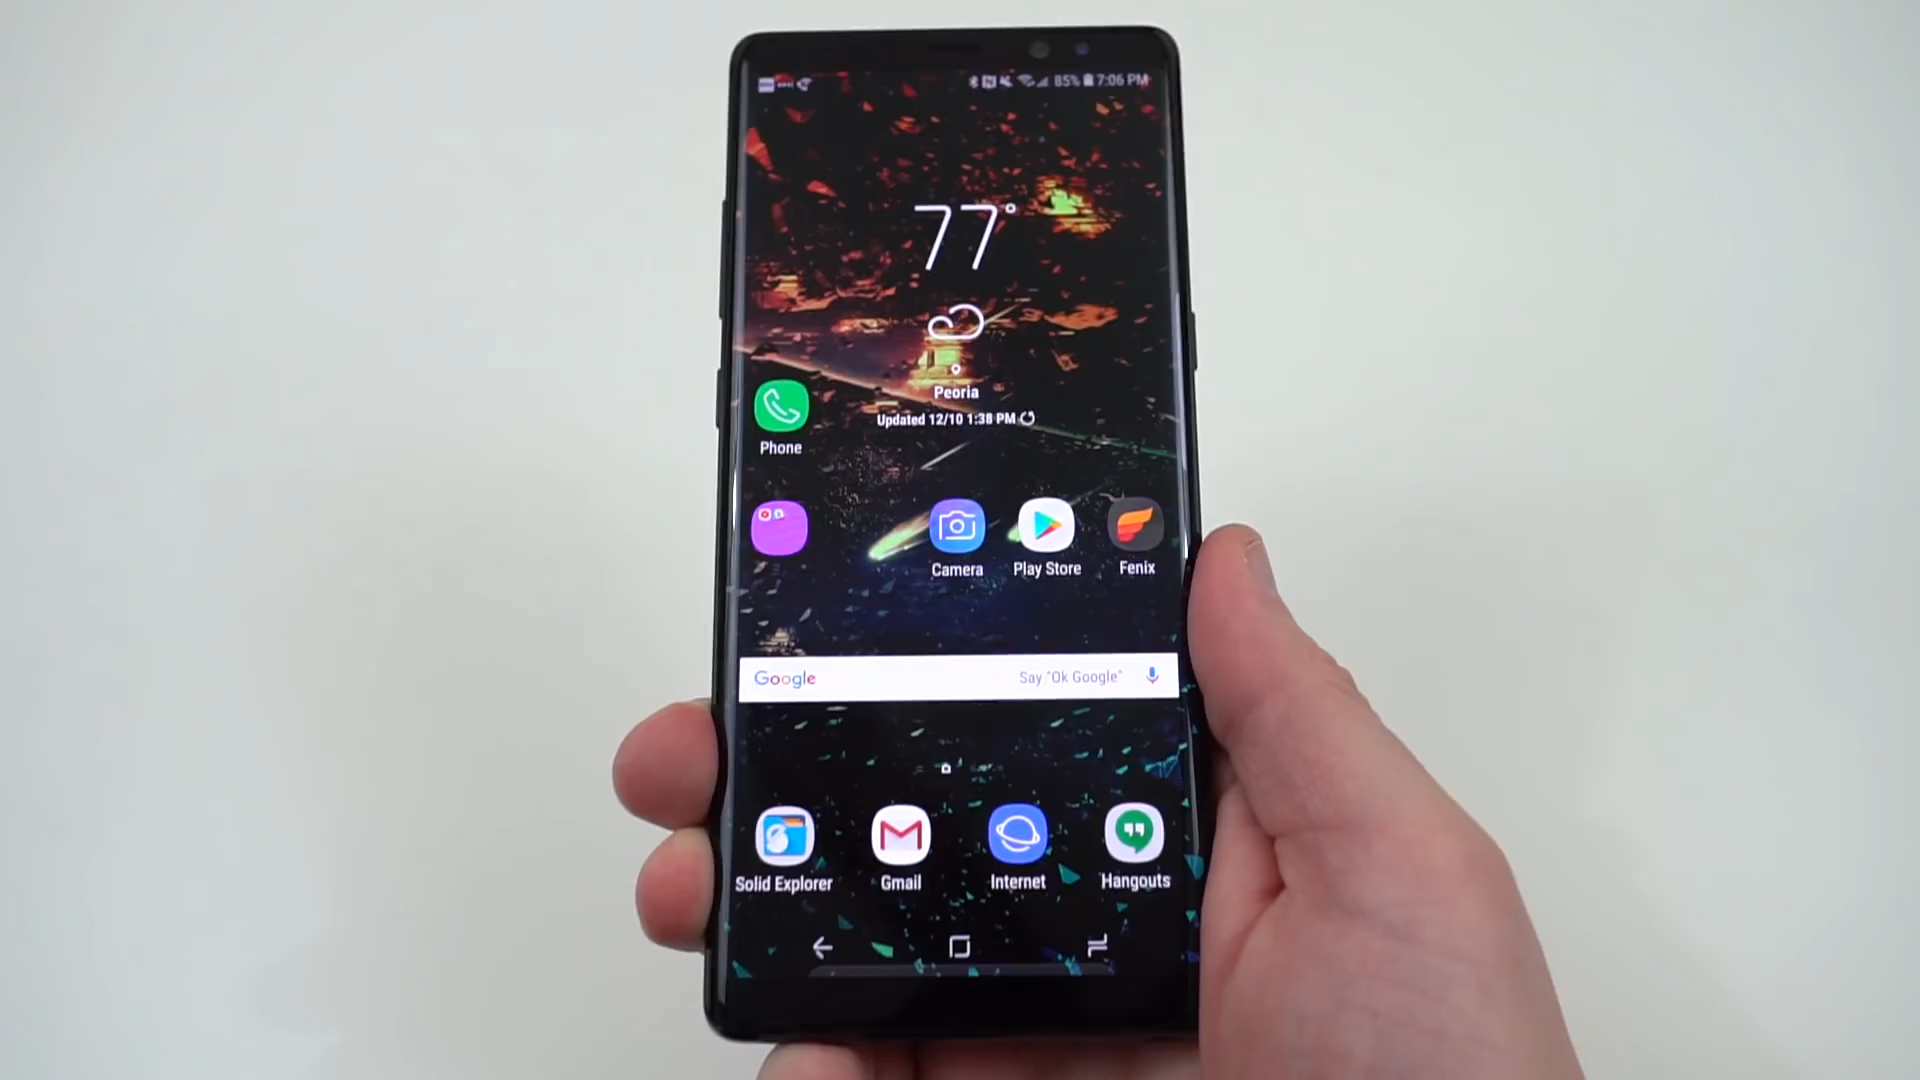 85% 7:06 PM
77°
Peoria
Updated 12/10 1:38 PM
Phone
Camera
Play Store
Fenix
Google
Say "Ok Google"
Solid Explorer
Gmail
Internet
Hangouts